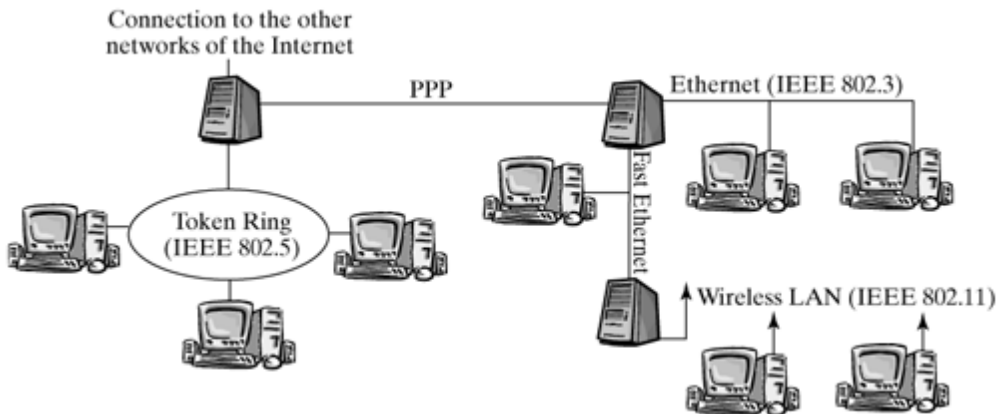 Connection to the other
networks of the Internet
PPP
Ethernet (IEEE 802.3)
Fast Ethernet
Token Ring
(IEEE 802.5)
Wireless LAN (IEEE 802.11)